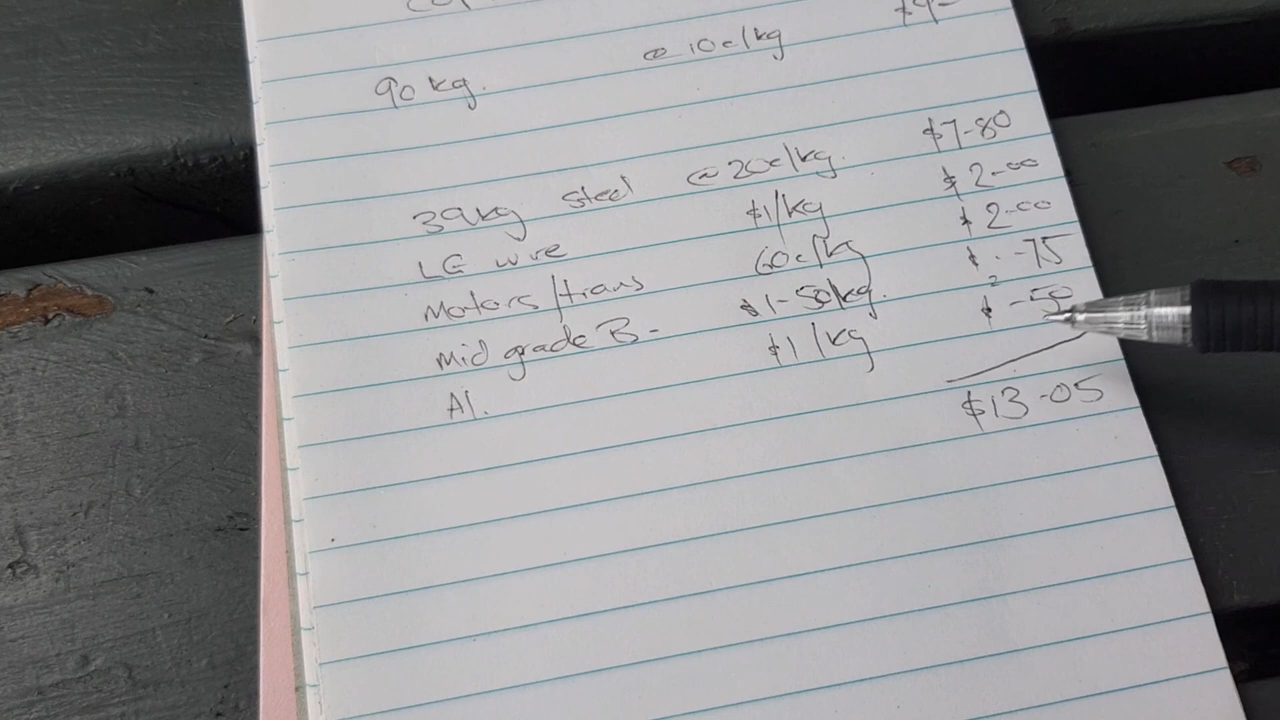 90 kg. @ 10c/kg
39kg steel @ 20c/kg. $7-80
LG wire $1/kg $2-00
Motors/trans 60c/kg $2-00
mid grade B- $1-50/kg. $.-75
Al. $1/kg $-50
$13-05